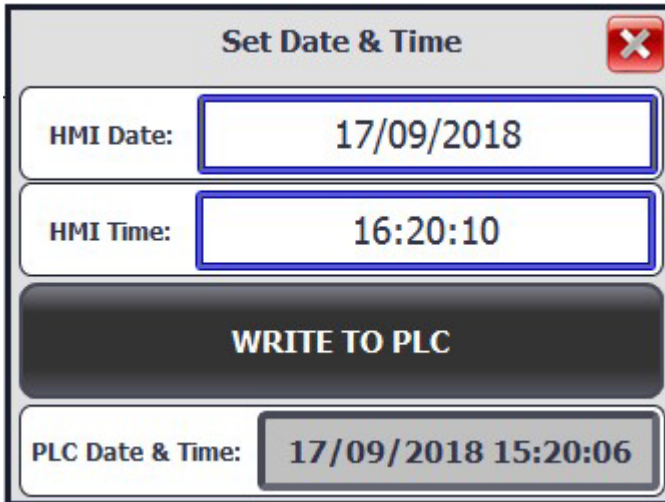 Set Date & Time
HMI Date: 17/09/2018
HMI Time: 16:20:10
WRITE TO PLC
PLC Date & Time: 17/09/2018 15:20:06